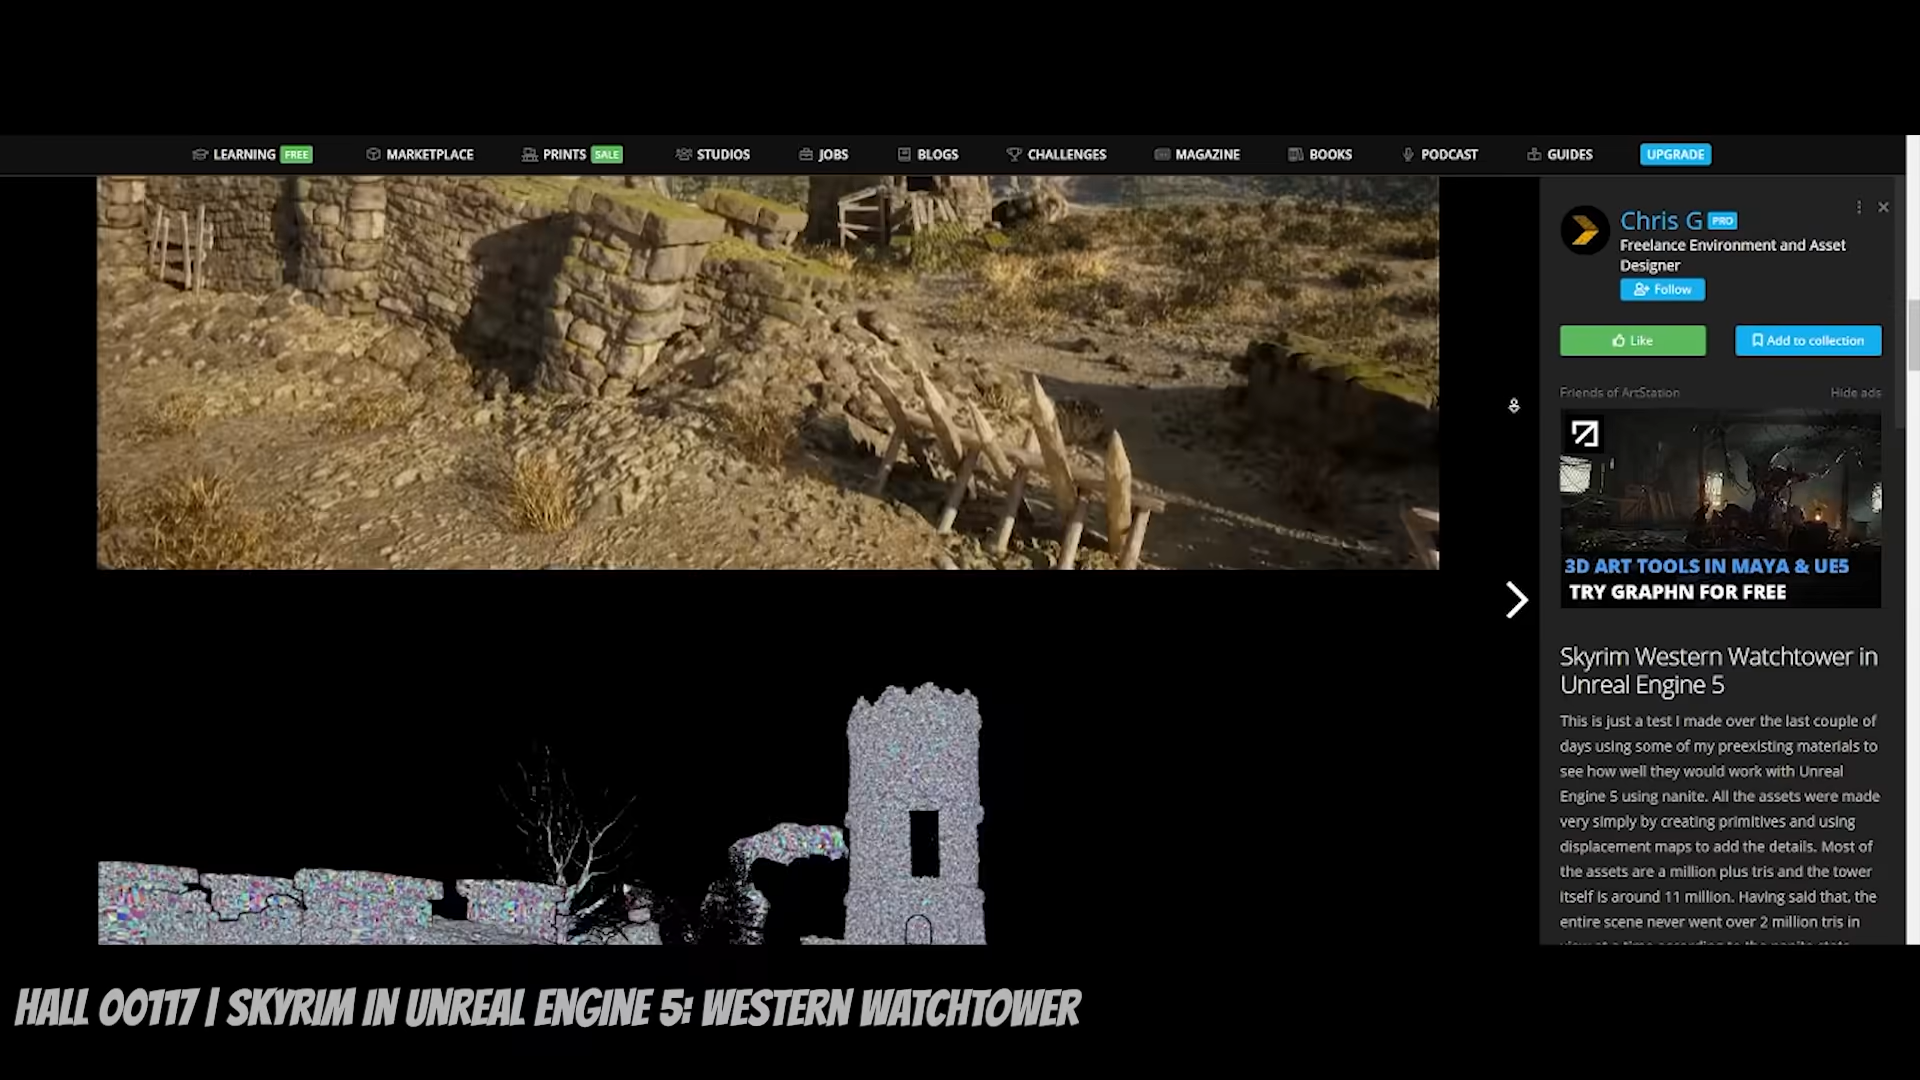 LEARNING FREE MARKETPLACE PRINTS SALE STUDIOS JOBS BLOGS CHALLENGES MAGAZINE BOOKS PODCAST GUIDES UPGRADE
Chris G PRO
Freelance Environment and Asset
Designer
Follow
Like Add to collection
Friends of ArtStation Hide ads
3D ART TOOLS IN MAYA & UE5
TRY GRAPHN FOR FREE
Skyrim Western Watchtower in
Unreal Engine 5
This is just a test I made over the last couple of
days using some of my preexisting materials to
see how well they would work with Unreal
Engine 5 using nanite. All the assets were made
very simply by creating primitives and using
displacement maps to add the details. Most of
the assets are a million plus tris and the tower
itself is around 11 million. Having said that, the
entire scene never went over 2 million tris in
HALL 00117 | SKYRIM IN UNREAL ENGINE 5: WESTERN WATCHTOWER